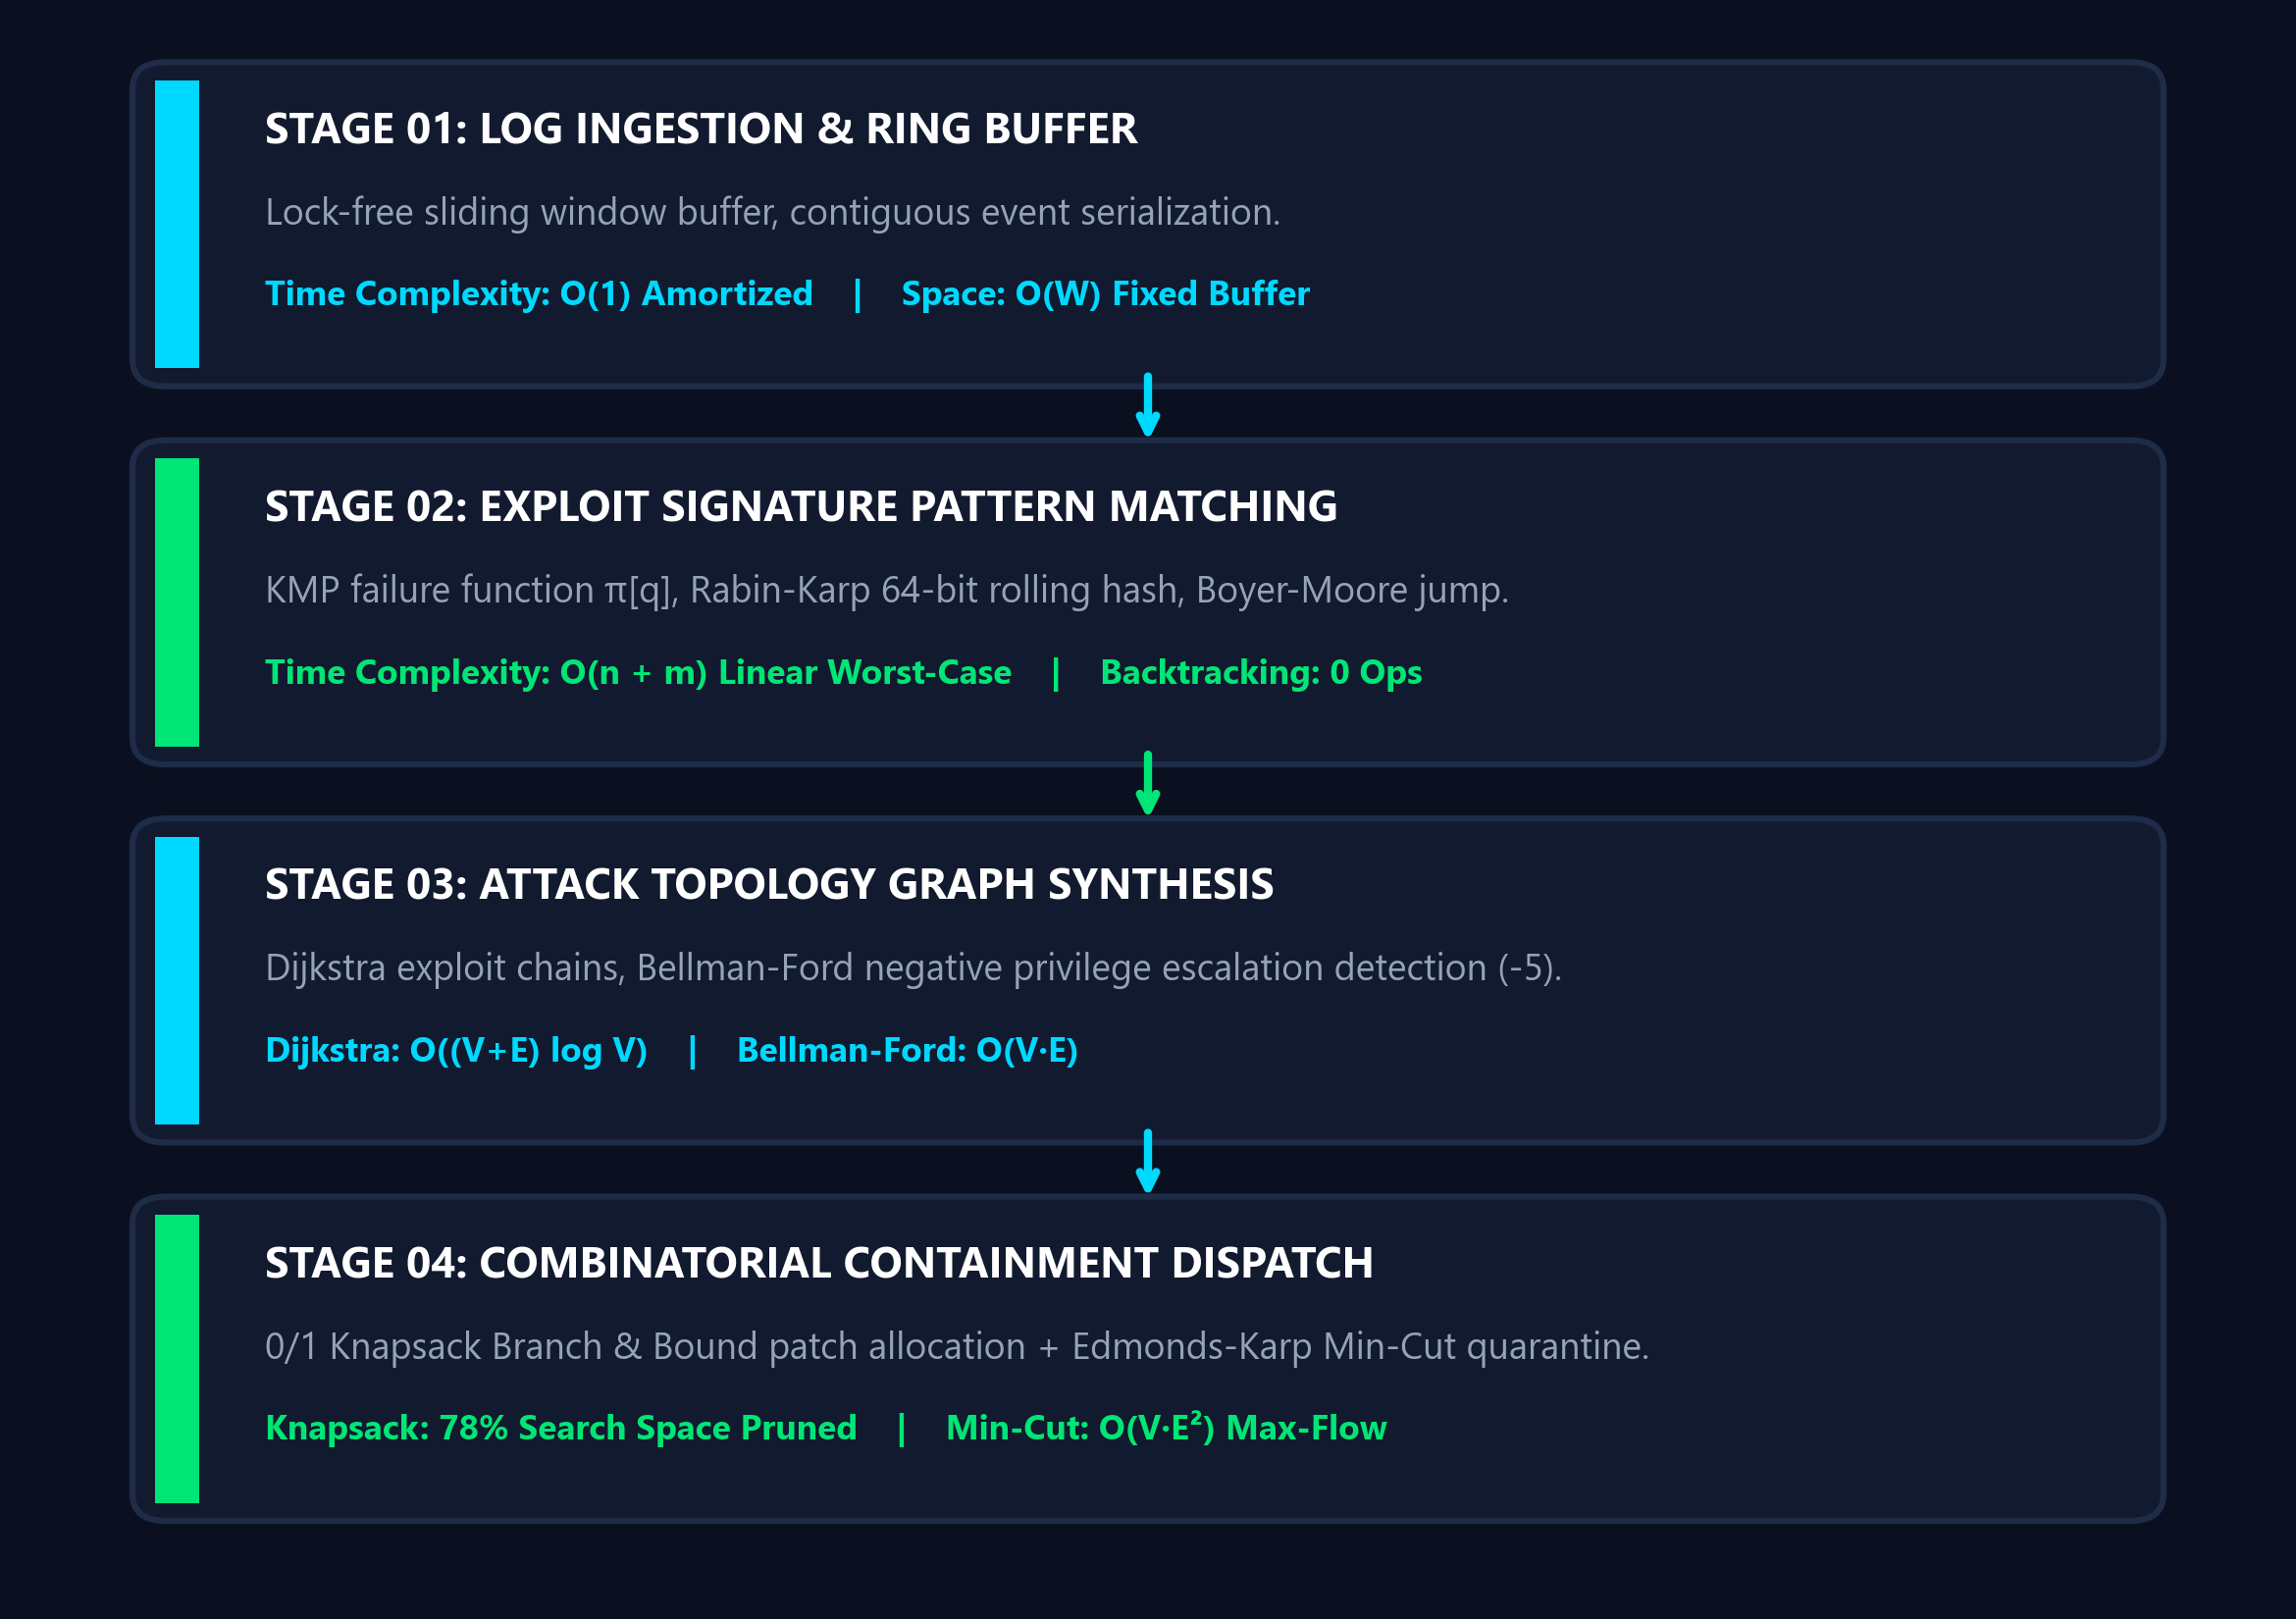 STAGE 01: LOG INGESTION & RING BUFFER
Lock-free sliding window buffer, contiguous event serialization.
Time Complexity: O(1) Amortized | Space: O(W) Fixed Buffer
STAGE 02: EXPLOIT SIGNATURE PATTERN MATCHING
KMP failure function π[q], Rabin-Karp 64-bit rolling hash, Boyer-Moore jump.
Time Complexity: O(n + m) Linear Worst-Case | Backtracking: 0 Ops
STAGE 03: ATTACK TOPOLOGY GRAPH SYNTHESIS
Dijkstra exploit chains, Bellman-Ford negative privilege escalation detection (-5).
Dijkstra: O((V+E) log V) | Bellman-Ford: O(V·E)
STAGE 04: COMBINATORIAL CONTAINMENT DISPATCH
0/1 Knapsack Branch & Bound patch allocation + Edmonds-Karp Min-Cut quarantine.
Knapsack: 78% Search Space Pruned | Min-Cut: O(V·E²) Max-Flow